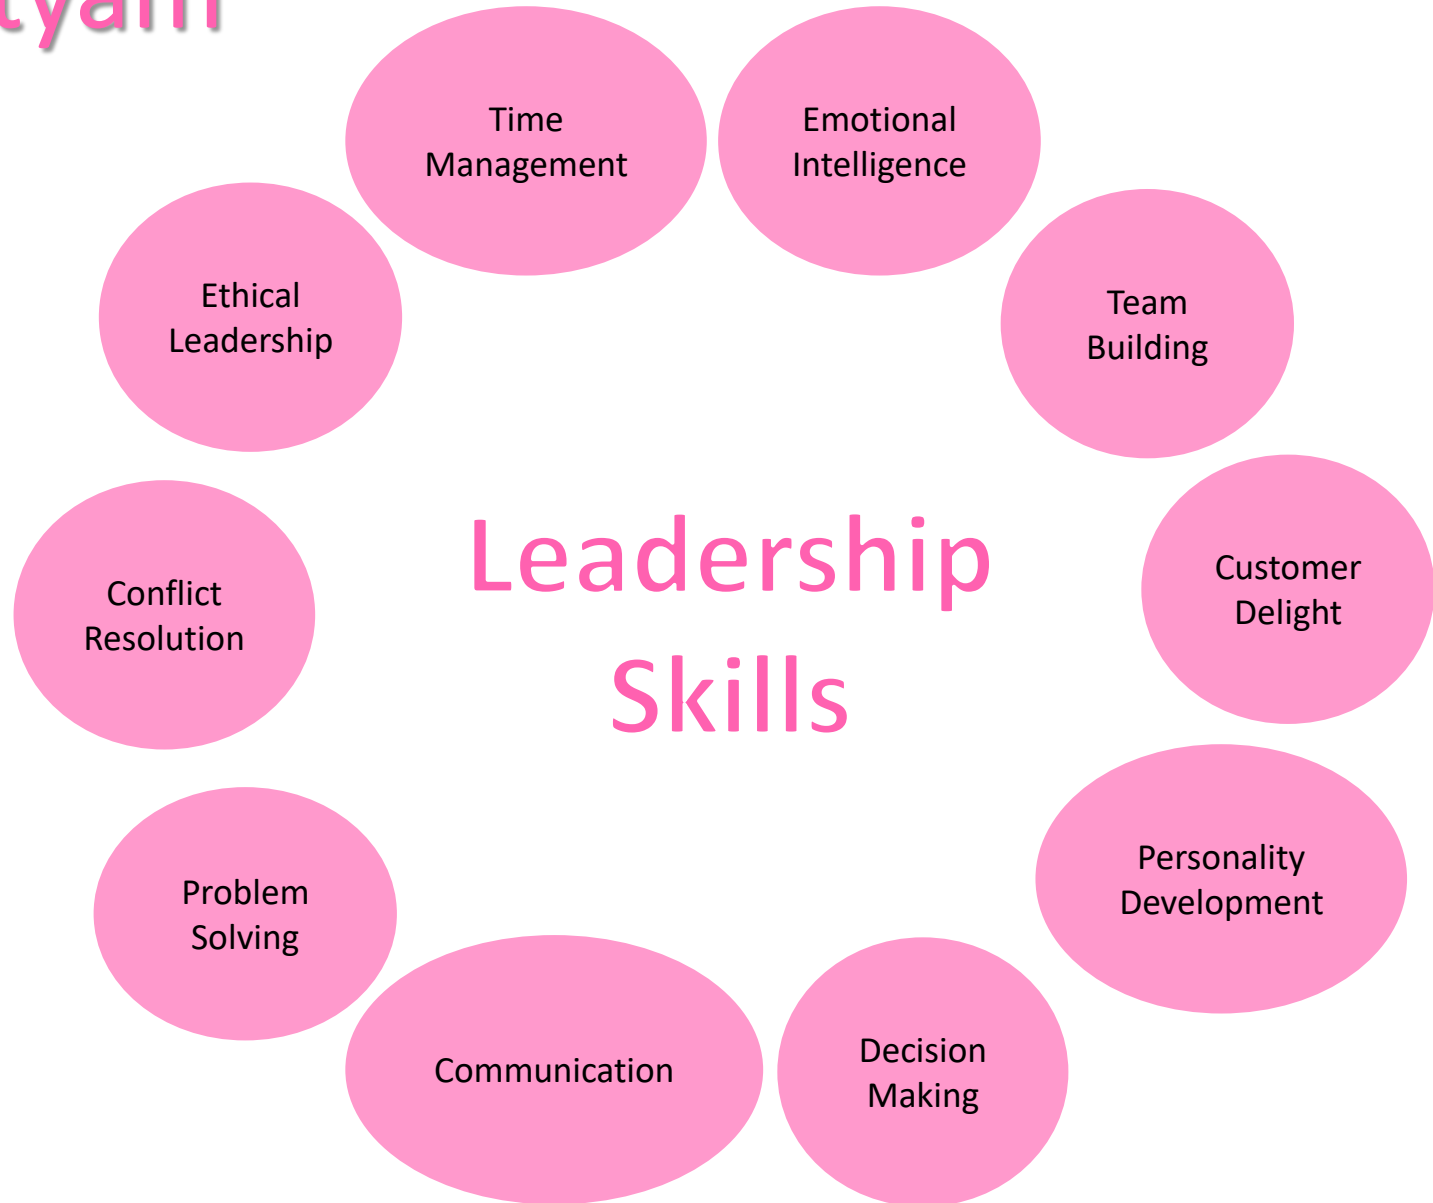 Time
Management
Emotional
Intelligence
Ethical
Leadership
Team
Building
Leadership
Skills
Conflict
Resolution
Customer
Delight
Problem
Solving
Personality
Development
Communication
Decision
Making